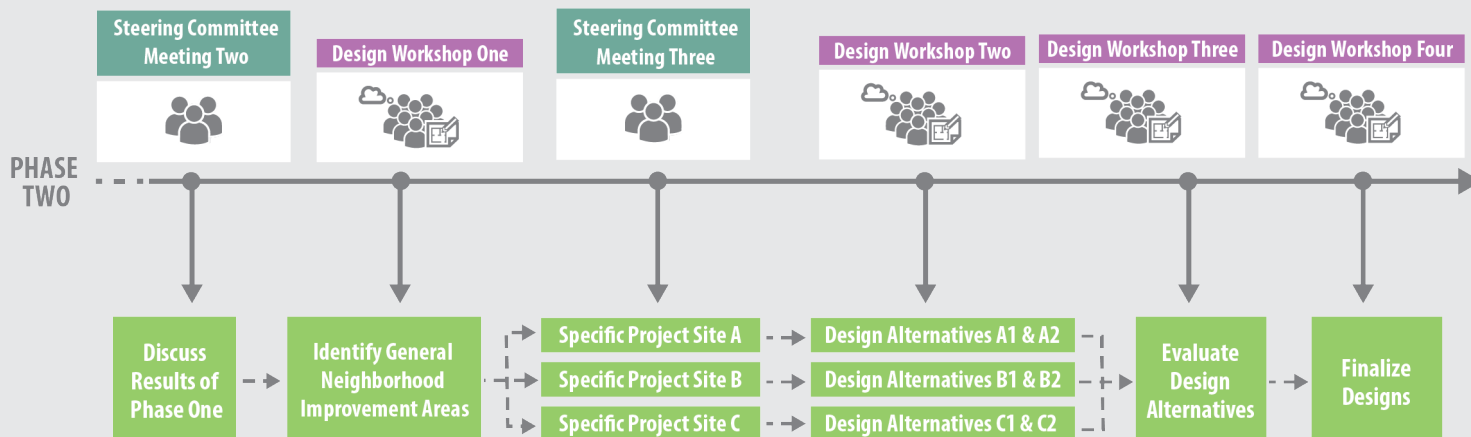 Steering Committee
Meeting Two
Design Workshop One
Steering Committee
Meeting Three
Design Workshop Two
Design Workshop Three
Design Workshop Four
PHASE
TWO
Discuss
Results of
Phase One
Identify General
Neighborhood
Improvement Areas
Specific Project Site A
Specific Project Site B
Specific Project Site C
Design Alternatives A1 & A2
Design Alternatives B1 & B2
Design Alternatives C1 & C2
Evaluate
Design
Alternatives
Finalize
Designs